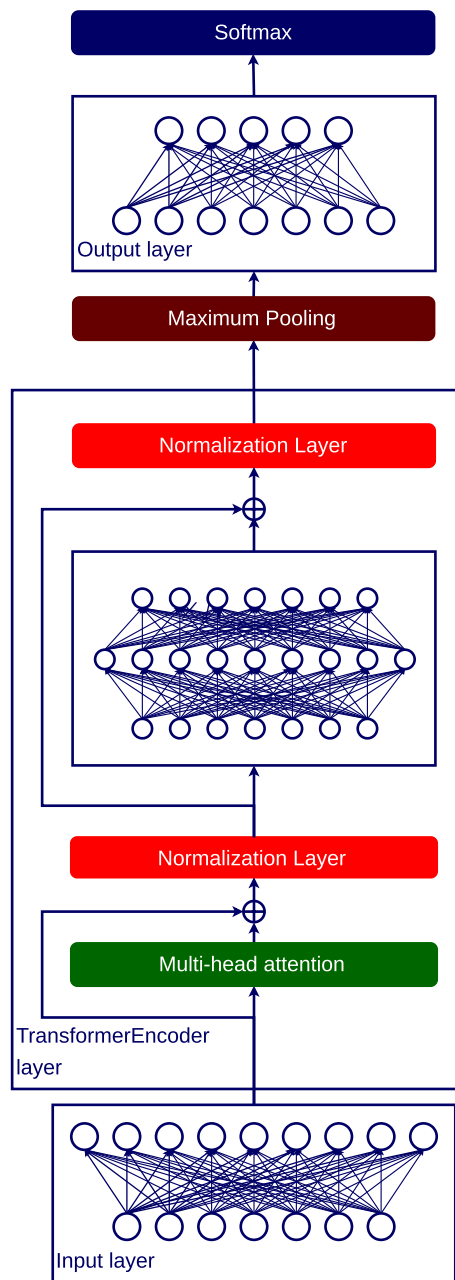 Softmax
Output layer
Maximum Pooling
Normalization Layer
Normalization Layer
Multi-head attention
TransformerEncoder
layer
Input layer